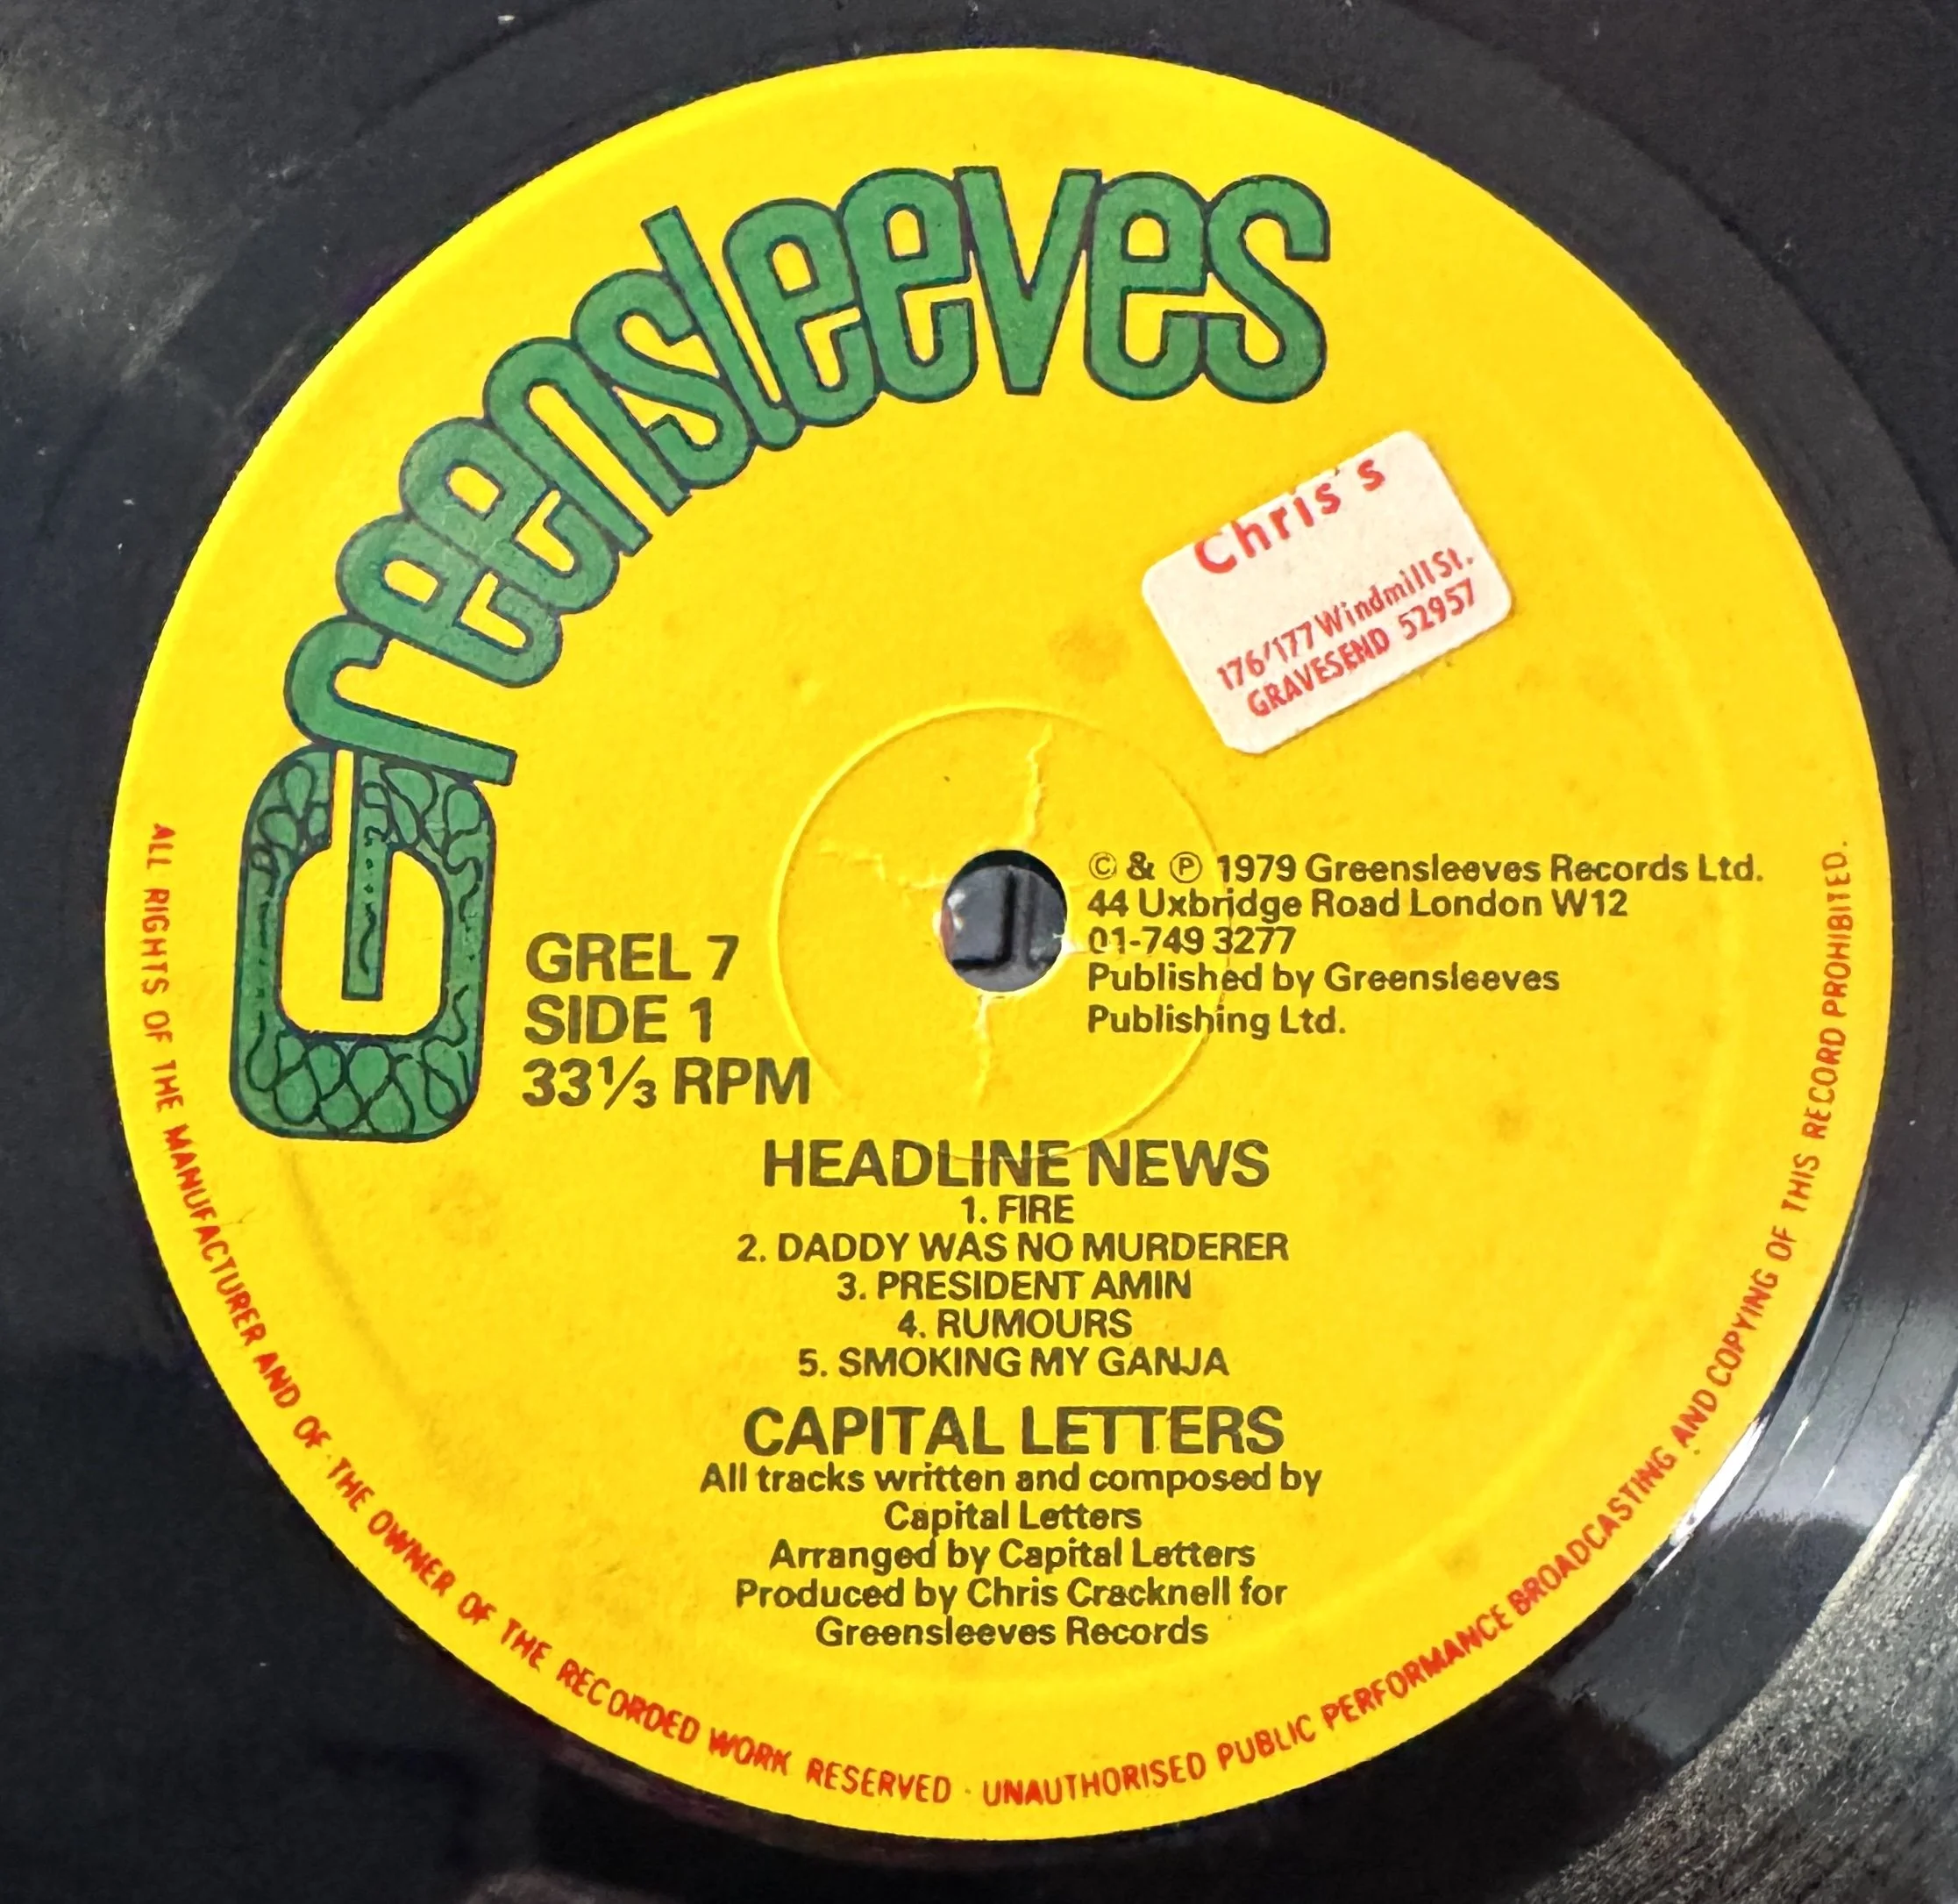 Greensleeves
Chris's
176/177 Windmill St.
GRAVESEND 52957
© & ℗ 1979 Greensleeves Records Ltd.
44 Uxbridge Road London W12
01-749 3277
Published by Greensleeves
Publishing Ltd.
GREL 7
SIDE 1
33⅓ RPM
HEADLINE NEWS
1. FIRE
2. DADDY WAS NO MURDERER
3. PRESIDENT AMIN
4. RUMOURS
5. SMOKING MY GANJA
CAPITAL LETTERS
All tracks written and composed by
Capital Letters
Arranged by Capital Letters
Produced by Chris Cracknell for
Greensleeves Records
ALL RIGHTS OF THE MANUFACTURER AND OF THE OWNER OF THE RECORDED WORK RESERVED · UNAUTHORISED PUBLIC PERFORMANCE BROADCASTING AND COPYING OF THIS RECORD PROHIBITED.